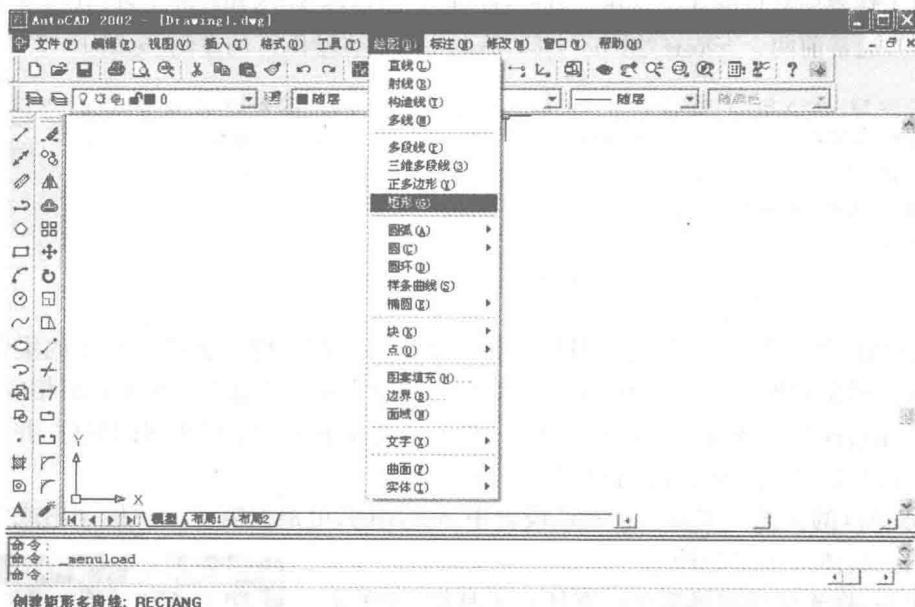 AutoCAD 2002 - [Drawing1.dwg]
文件(F) 编辑(E) 视图(V) 插入(I) 格式(O) 工具(T) 绘图(D) 标注(N) 修改(M) 窗口(W) 帮助(H)
0 随层 随层 随颜色
直线(L)
射线(R)
构造线(T)
多线(M)
多段线(P)
三维多段线(3)
正多边形(Y)
矩形(G)
圆弧(A)
圆(C)
圆环(D)
样条曲线(S)
椭圆(E)
块(K)
点(O)
图案填充(H)...
边界(B)...
面域(N)
文字(X)
曲面(F)
实体(I)
Y
X
A
模型 布局1 布局2
命令:
命令: _menuload
命令:
创建矩形多段线: RECTANG